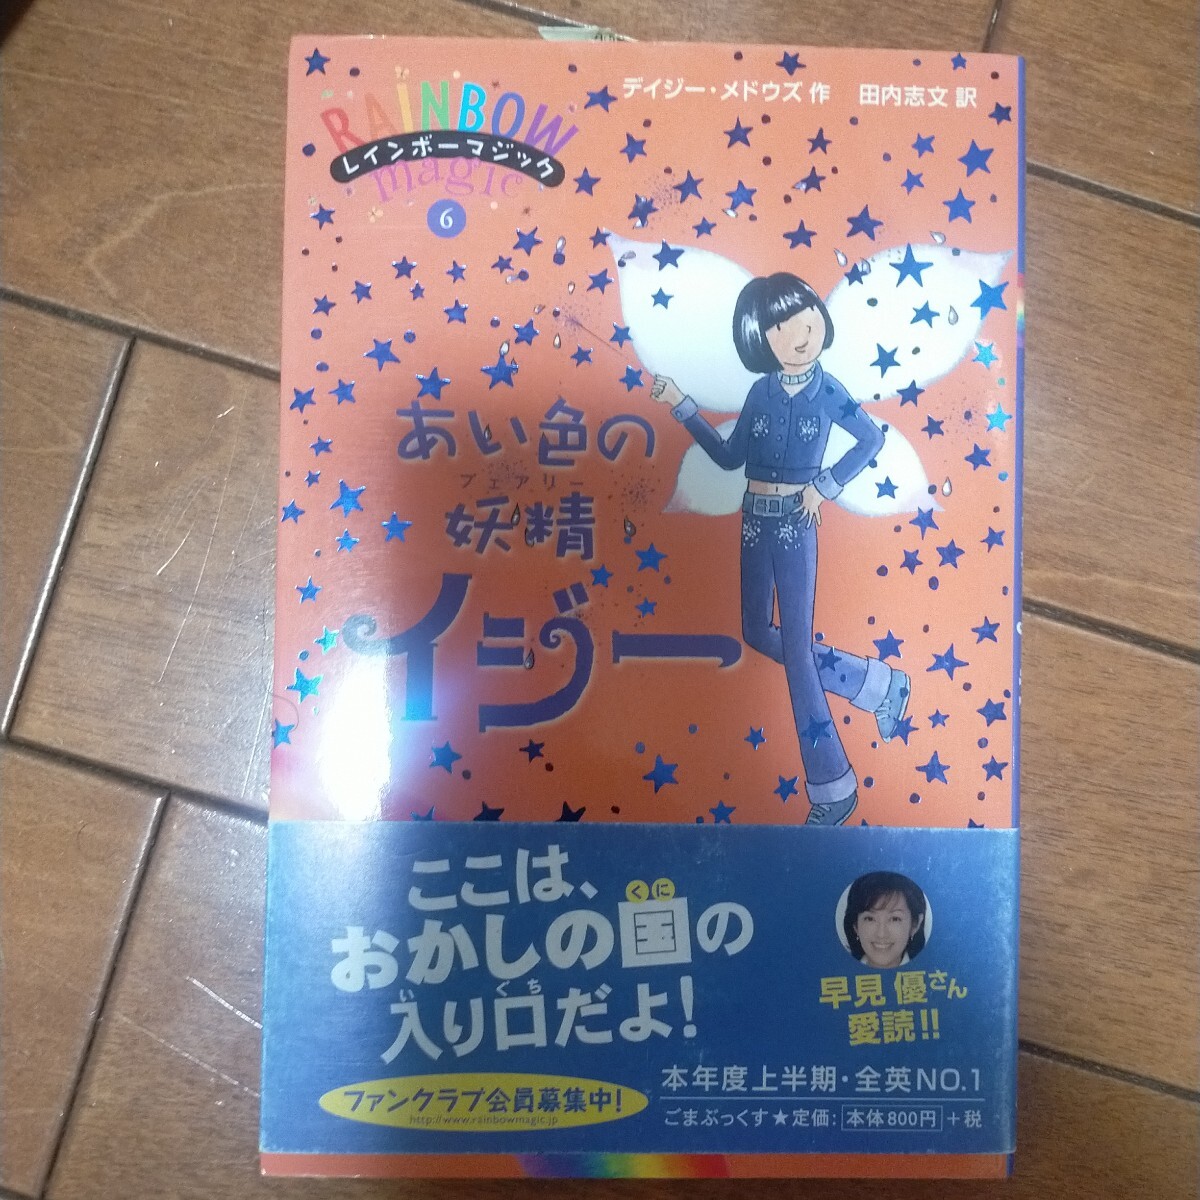 デイジー・メドウズ 作 田内志文 訳
RAINBOW
レインボーマジック
magic
6
あい色の
フェアリー
妖精
イジー
ここは、
くに
おかしの国の
いくち
入り口だよ!
早見 優さん
愛読!!
ファンクラブ会員募集中!
http://www.rainbowmagic.jp
本年度上半期・全英NO.1
ごまぶっくす★定価:本体800円+税